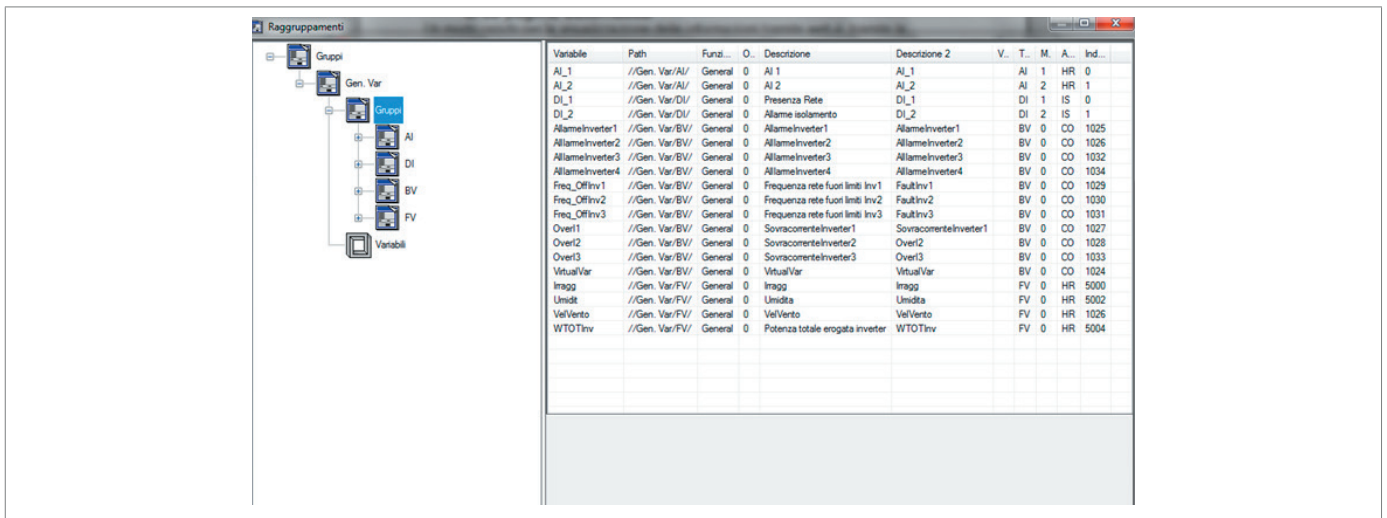 Raggruppamenti
Gruppi
Gen. Var
Gruppi
AI
DI
BV
FV
Variabili
Variabile Path Funzi... O.. Descrizione Descrizione 2 V... T... M. A... Ind...
AI_1 //Gen. Var/AI/ General 0 AI 1 AI_1 AI 1 HR 0
AI_2 //Gen. Var/AI/ General 0 AI 2 AI_2 AI 2 HR 1
DI_1 //Gen. Var/DI/ General 0 Presenza Rete DI_1 DI 1 IS 0
DI_2 //Gen. Var/DI/ General 0 Allarme isolamento DI_2 DI 2 IS 1
AllarmeInverter1 //Gen. Var/BV/ General 0 AllarmeInverter1 AllarmeInverter1 BV 0 CO 1025
AlllarmeInverter2 //Gen. Var/BV/ General 0 AlllarmeInverter2 AlllarmeInverter2 BV 0 CO 1026
AlllarmeInverter3 //Gen. Var/BV/ General 0 AlllarmeInverter3 AlllarmeInverter3 BV 0 CO 1032
AlllarmeInverter4 //Gen. Var/BV/ General 0 AlllarmeInverter4 AlllarmeInverter4 BV 0 CO 1034
Freq_OffInv1 //Gen. Var/BV/ General 0 Frequenza rete fuori limiti Inv1 FaultInv1 BV 0 CO 1029
Freq_OffInv2 //Gen. Var/BV/ General 0 Frequenza rete fuori limiti Inv2 FaultInv2 BV 0 CO 1030
Freq_OffInv3 //Gen. Var/BV/ General 0 Frequenza rete fuori limiti Inv3 FaultInv3 BV 0 CO 1031
OverI1 //Gen. Var/BV/ General 0 SovracorrenteInverter1 SovracorrenteInverter1 BV 0 CO 1027
OverI2 //Gen. Var/BV/ General 0 SovracorrenteInverter2 OverI2 BV 0 CO 1028
OverI3 //Gen. Var/BV/ General 0 SovracorrenteInverter3 OverI3 BV 0 CO 1033
VirtualVar //Gen. Var/BV/ General 0 VirtualVar VirtualVar BV 0 CO 1024
Irragg //Gen. Var/FV/ General 0 Irragg Irragg FV 0 HR 5000
Umidit //Gen. Var/FV/ General 0 Umidita Umidita FV 0 HR 5002
VelVento //Gen. Var/FV/ General 0 VelVento VelVento FV 0 HR 1026
WTOTInv //Gen. Var/FV/ General 0 Potenza totale erogata inverter WTOTInv FV 0 HR 5004